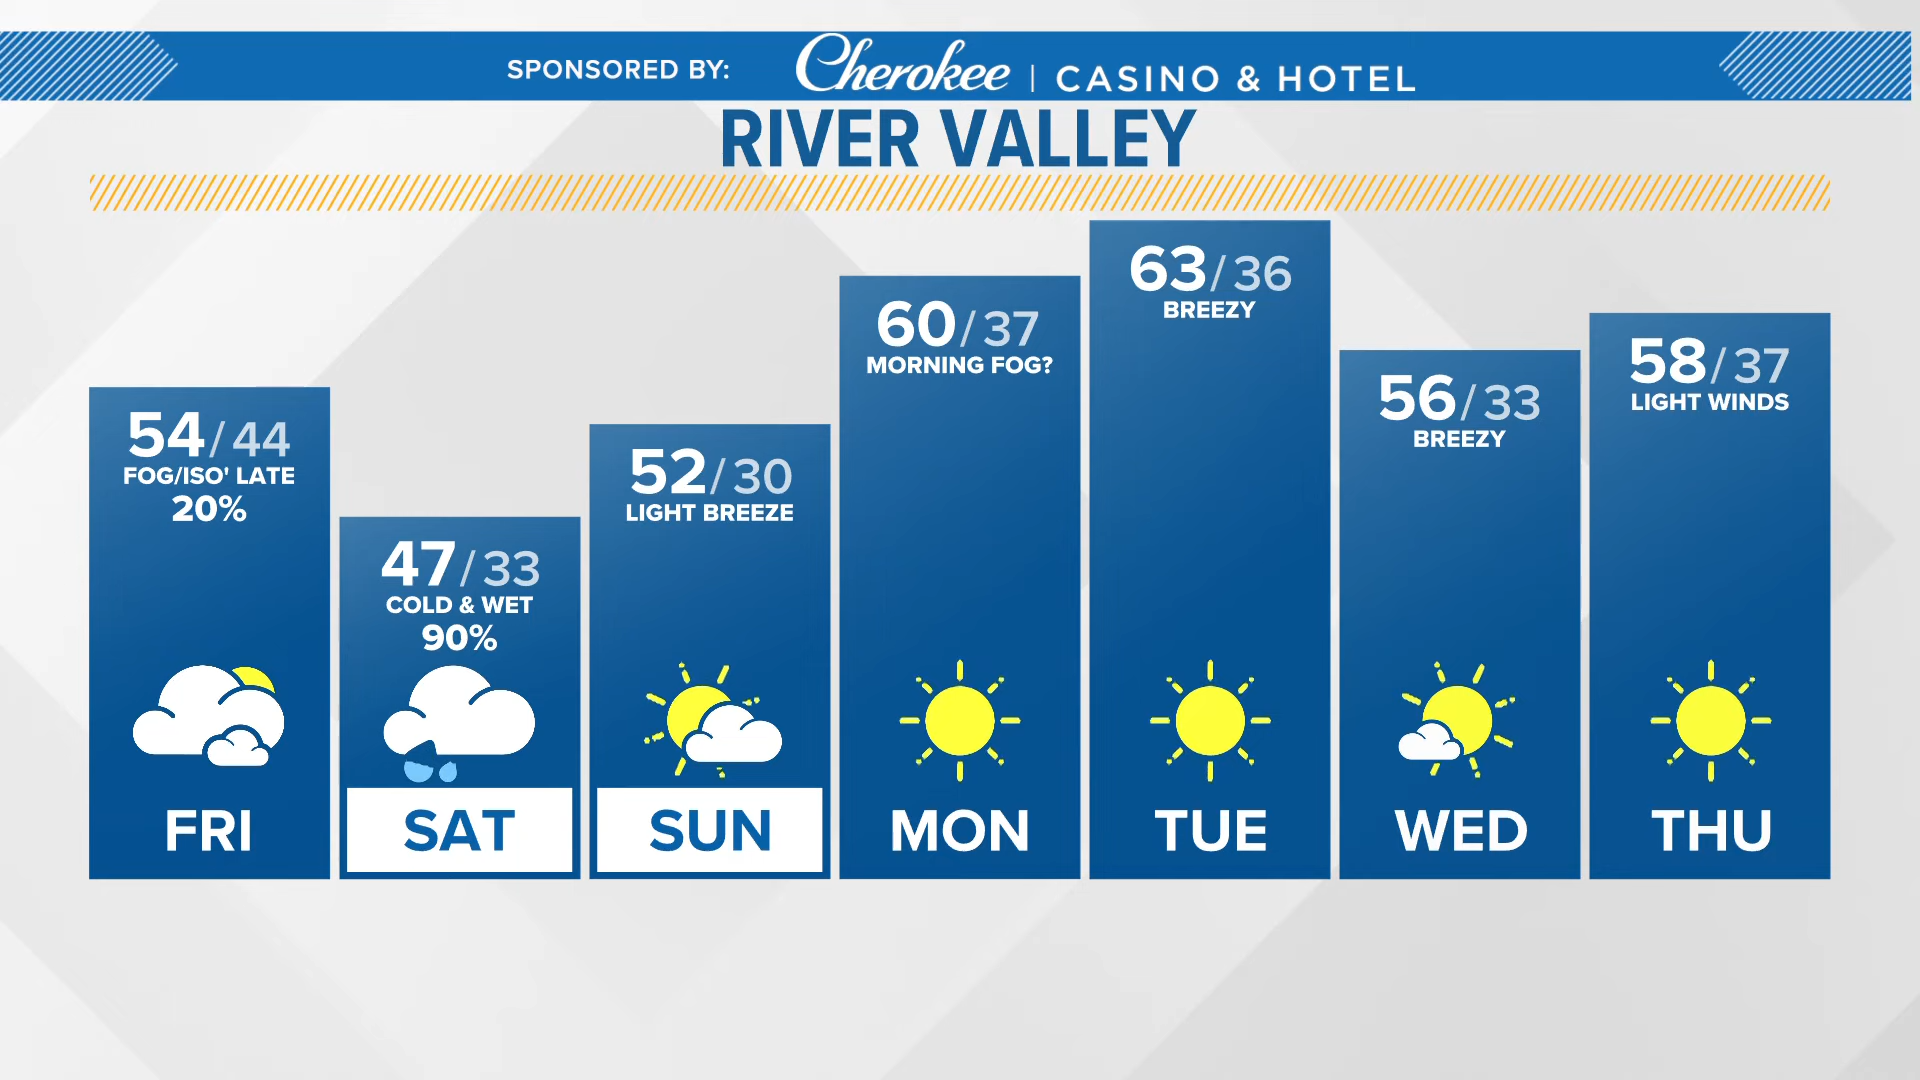 SPONSORED BY: Cherokee | CASINO & HOTEL
RIVER VALLEY
54/44
FOG/ISO' LATE
20%
FRI
47/33
COLD & WET
90%
SAT
52/30
LIGHT BREEZE
SUN
60/37
MORNING FOG?
MON
63/36
BREEZY
TUE
56/33
BREEZY
WED
58/37
LIGHT WINDS
THU